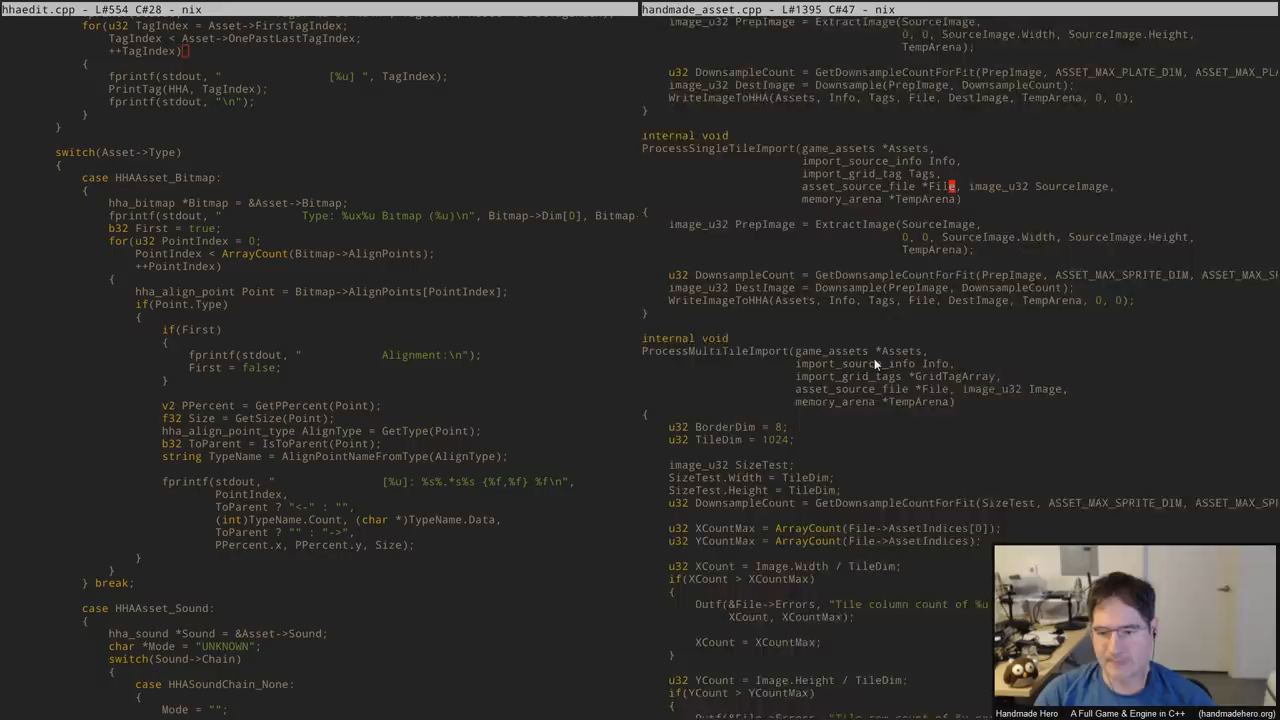 hhaedit.cpp - L#554 C#28 - nix
for(u32 TagIndex = Asset->FirstTagIndex;
TagIndex < Asset->OnePastLastTagIndex;
++TagIndex)
{
fprintf(stdout, "                    [%u] ", TagIndex);
PrintTag(HHA, TagIndex);
fprintf(stdout, "\n");
}
}
switch(Asset->Type)
{
case HHAAsset_Bitmap:
{
hha_bitmap *Bitmap = &Asset->Bitmap;
fprintf(stdout, "            Type: %ux%u Bitmap (%u)\n", Bitmap->Dim[0], Bitmap
b32 First = true;
for(u32 PointIndex = 0;
PointIndex < ArrayCount(Bitmap->AlignPoints);
++PointIndex)
{
hha_align_point Point = Bitmap->AlignPoints[PointIndex];
if(Point.Type)
{
if(First)
{
fprintf(stdout, "                Alignment:\n");
First = false;
}
v2 PPercent = GetPPercent(Point);
f32 Size = GetSize(Point);
hha_align_point_type AlignType = GetType(Point);
b32 ToParent = IsToParent(Point);
string TypeName = AlignPointNameFromType(AlignType);
fprintf(stdout, "                    [%u]: %s%.*s%s {%f,%f} %f\n",
PointIndex,
ToParent ? "<-" : "",
(int)TypeName.Count, (char *)TypeName.Data,
ToParent ? "" : "->",
PPercent.x, PPercent.y, Size);
}
}
} break;
case HHAAsset_Sound:
{
hha_sound *Sound = &Asset->Sound;
char *Mode = "UNKNOWN";
switch(Sound->Chain)
{
case HHASoundChain_None:
{
Mode = "";
handmade_asset.cpp - L#1395 C#47 - nix
image_u32 PrepImage = ExtractImage(SourceImage,
0, 0, SourceImage.Width, SourceImage.Height,
TempArena);
u32 DownsampleCount = GetDownsampleCountForFit(PrepImage, ASSET_MAX_PLATE_DIM, ASSET_MAX_PL
image_u32 DestImage = Downsample(PrepImage, DownsampleCount);
WriteImageToHHA(Assets, Info, Tags, File, DestImage, TempArena, 0, 0);
}
internal void
ProcessSingleTileImport(game_assets *Assets,
import_source_info Info,
import_grid_tag Tags,
asset_source_file *File, image_u32 SourceImage,
memory_arena *TempArena)
{
image_u32 PrepImage = ExtractImage(SourceImage,
0, 0, SourceImage.Width, SourceImage.Height,
TempArena);
u32 DownsampleCount = GetDownsampleCountForFit(PrepImage, ASSET_MAX_SPRITE_DIM, ASSET_MAX_S
image_u32 DestImage = Downsample(PrepImage, DownsampleCount);
WriteImageToHHA(Assets, Info, Tags, File, DestImage, TempArena, 0, 0);
}
internal void
ProcessMultiTileImport(game_assets *Assets,
import_source_info Info,
import_grid_tags *GridTagArray,
asset_source_file *File, image_u32 Image,
memory_arena *TempArena)
{
u32 BorderDim = 8;
u32 TileDim = 1024;
image_u32 SizeTest;
SizeTest.Width = TileDim;
SizeTest.Height = TileDim;
u32 DownsampleCount = GetDownsampleCountForFit(SizeTest, ASSET_MAX_SPRITE_DIM, ASSET_MAX_SP
u32 XCountMax = ArrayCount(File->AssetIndices[0]);
u32 YCountMax = ArrayCount(File->AssetIndices);
u32 XCount = Image.Width / TileDim;
if(XCount > XCountMax)
{
Outf(&File->Errors, "Tile column count of %u
XCount, XCountMax);
XCount = XCountMax;
}
u32 YCount = Image.Height / TileDim;
if(YCount > YCountMax)
{
Handmade Hero    A Full Game & Engine in C++    (handmadehero.org)